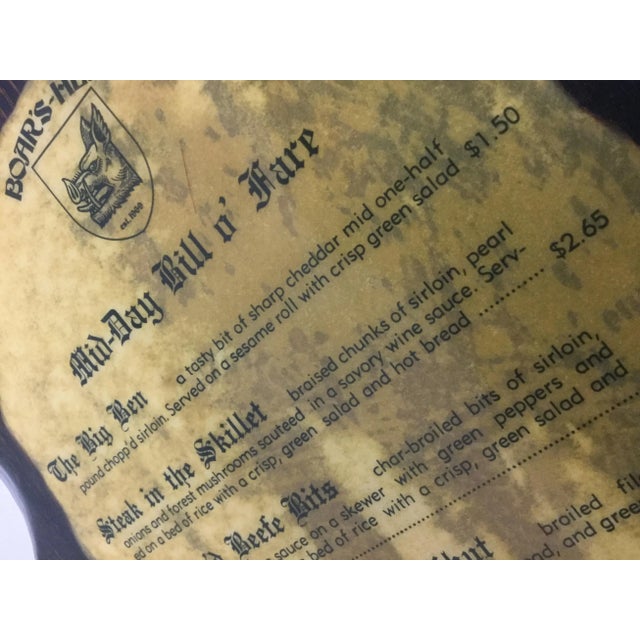 BOAR'S-HE
est. 1969
Mid-Day Bill o' Fare
The Big Ben a tasty bit of sharp cheddar mid one-half
pound chopp'd sirloin. Served on a sesame roll with crisp green salad $1.50
Steak in the Skillet braised chunks of sirloin, pearl
onions and forest mushrooms sauteed in a savory wine sauce. Serv-
ed on a bed of rice with a crisp, green salad and hot bread ............ $2.65
Beefe Bits char-broiled bits of sirloin,
sauce on a skewer with green peppers and
bed of rice with a crisp, green salad and
broiled
and green